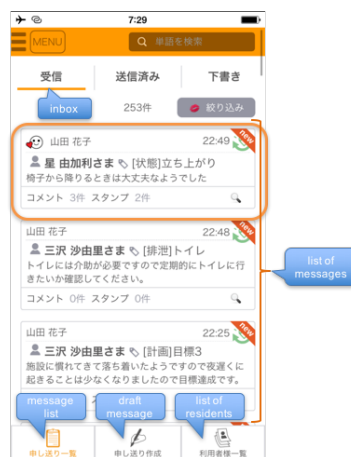 7:29
MENU
単語を検索
受信 送信済み 下書き
inbox
253件
絞り込み
山田 花子 22:49 new
星 由加利さま [状態]立ち上がり
椅子から降りるときは大丈夫なようでした
コメント 3件 スタンプ 2件
山田 花子 22:48 new
三沢 沙由里さま [排泄]トイレ
トイレには介助が必要ですので定期的にトイレに行
きたいか確認してください。
コメント 0件 スタンプ 0件
list of
messages
山田 花子 22:25 new
三沢 沙由里さま [計画]目標3
施設に慣れてきて落ち着いたようですので夜遅くに
起きることは少なくなりましたので目標達成です。
message
list
draft
message
list of
residents
申し送り一覧 申し送り作成 利用者様一覧